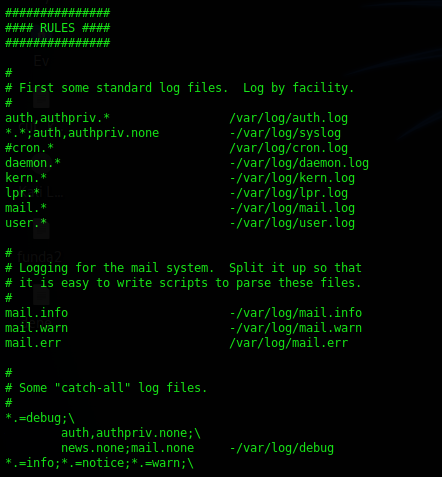 ###############
#### RULES ####
###############
#
# First some standard log files.  Log by facility.
#
auth,authpriv.*                 /var/log/auth.log
*.*;auth,authpriv.none          -/var/log/syslog
#cron.*                         /var/log/cron.log
daemon.*                        -/var/log/daemon.log
kern.*                          -/var/log/kern.log
lpr.*                           -/var/log/lpr.log
mail.*                          -/var/log/mail.log
user.*                          -/var/log/user.log
#
# Logging for the mail system.  Split it up so that
# it is easy to write scripts to parse these files.
#
mail.info                       -/var/log/mail.info
mail.warn                       -/var/log/mail.warn
mail.err                        /var/log/mail.err
#
# Some "catch-all" log files.
#
*.=debug;\
        auth,authpriv.none;\
        news.none;mail.none     -/var/log/debug
*.=info;*.=notice;*.=warn;\